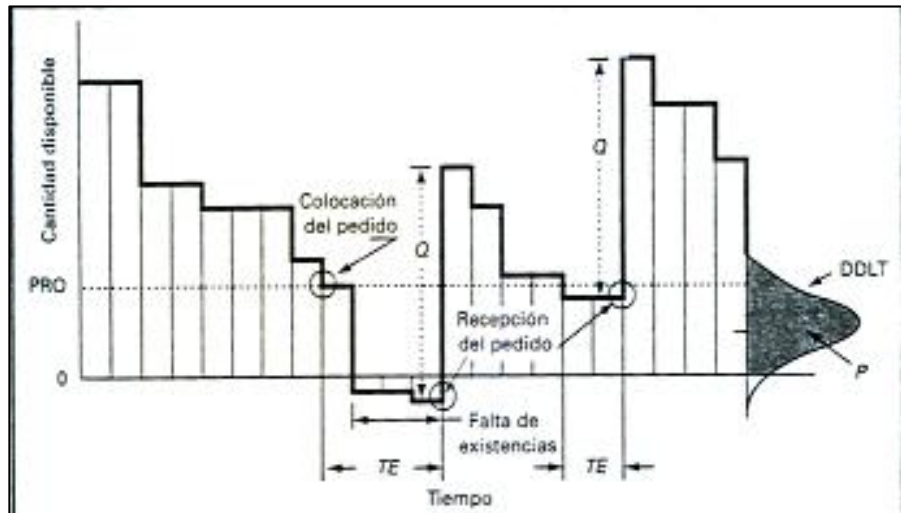 Cantidad disponible
PRO
0
Colocación
del pedido
Q
Q
DDLT
P
Recepción
del pedido
Falta de
existencias
TE
TE
Tiempo